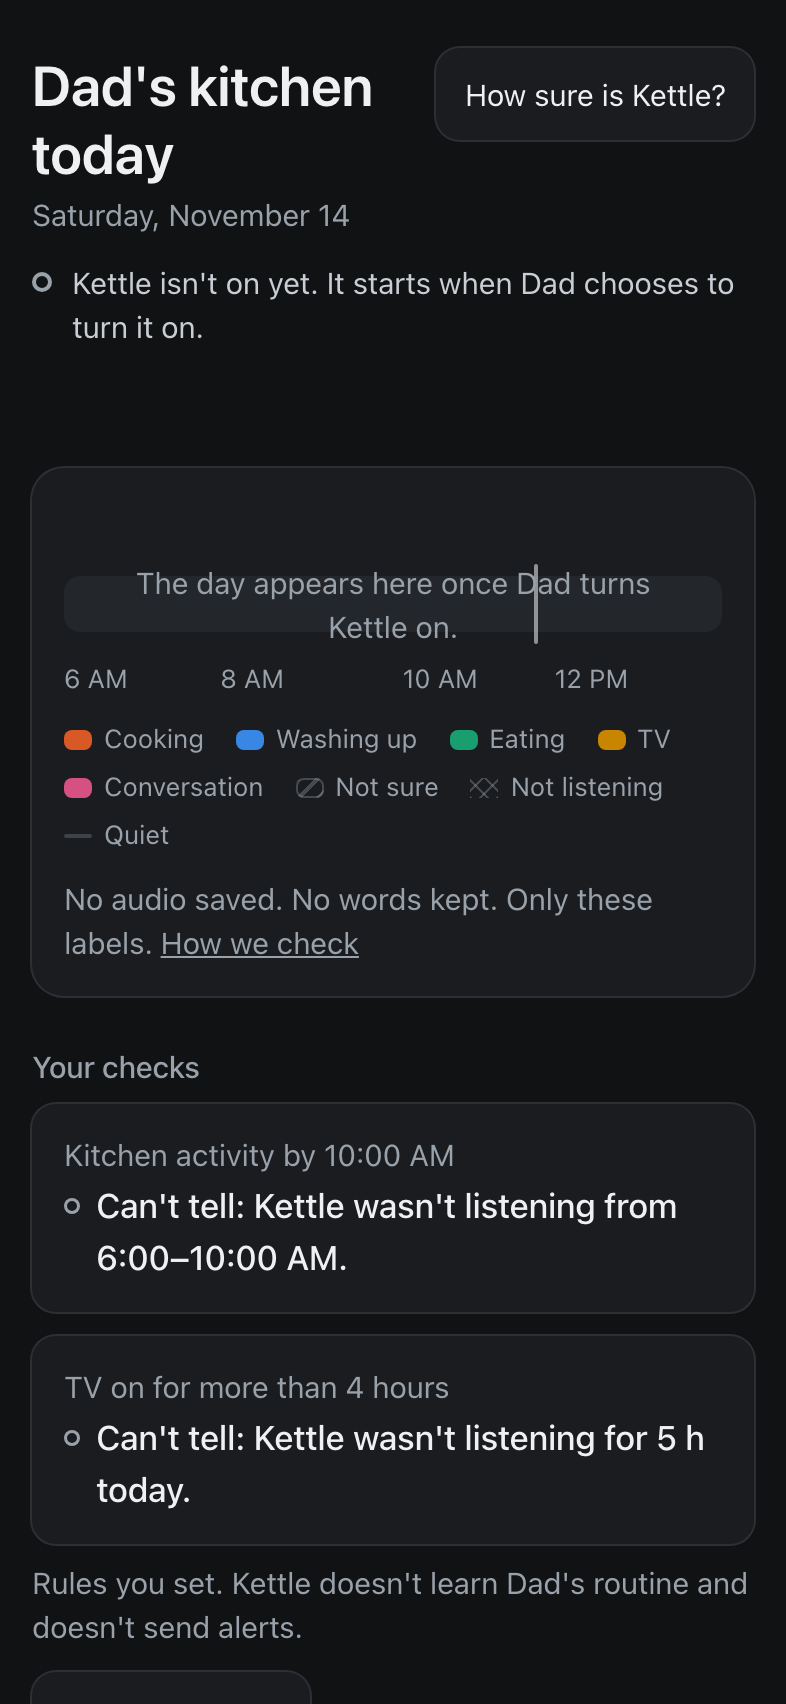 Dad's kitchen
today
How sure is Kettle?
Saturday, November 14
Kettle isn't on yet. It starts when Dad chooses to
turn it on.
The day appears here once Dad turns
Kettle on.
6 AM 8 AM 10 AM 12 PM
Cooking Washing up Eating TV
Conversation Not sure Not listening
Quiet
No audio saved. No words kept. Only these
labels. How we check
Your checks
Kitchen activity by 10:00 AM
Can't tell: Kettle wasn't listening from
6:00–10:00 AM.
TV on for more than 4 hours
Can't tell: Kettle wasn't listening for 5 h
today.
Rules you set. Kettle doesn't learn Dad's routine and
doesn't send alerts.